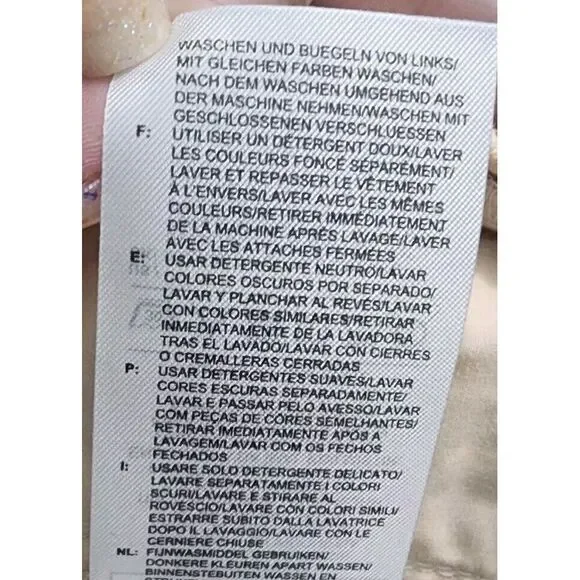 WASCHEN UND BUEGELN VON LINKS/
MIT GLEICHEN FARBEN WASCHEN/
NACH DEM WASCHEN UMGEHEND AUS
DER MASCHINE NEHMEN/WASCHEN MIT
GESCHLOSSENEN VERSCHLUESSEN
F: UTILISER UN DÉTERGENT DOUX/LAVER
LES COULEURS FONCÉ SÉPARÉMENT/
LAVER ET REPASSER LE VÊTEMENT
À L'ENVERS/LAVER AVEC LES MÊMES
COULEURS/RETIRER IMMÉDIATEMENT
DE LA MACHINE APRÉS LAVAGE/LAVER
AVEC LES ATTACHES FERMÉES
E: USAR DETERGENTE NEUTRO/LAVAR
COLORES OSCUROS POR SEPARADO/
LAVAR Y PLANCHAR AL REVÉS/LAVAR
CON COLORES SIMILARES/RETIRAR
INMEDIATAMENTE DE LA LAVADORA
TRAS EL LAVADO/LAVAR CON CIERRES
O CREMALLERAS CERRADAS
P: USAR DETERGENTES SUAVES/LAVAR
CORES ESCURAS SEPARADAMENTE/
LAVAR E PASSAR PELO AVESSO/LAVAR
COM PEÇAS DE CÔRES SEMELHANTES/
RETIRAR IMEDIATAMENTE APÓS A
LAVAGEM/LAVAR COM OS FECHOS
FECHADOS
I: USARE SOLO DETERGENTE DELICATO/
LAVARE SEPARATAMENTE I COLORI
SCURI/LAVARE E STIRARE AL
ROVESCIO/LAVARE CON COLORI SIMILI/
ESTRARRE SUBITO DALLA LAVATRICE
DOPO IL LAVAGGIO/LAVARE CON LE
CERNIERE CHIUSE
NL: FIJNWASMIDDEL GEBRUIKEN/
DONKERE KLEUREN APART WASSEN/
BINNENSTEBUITEN WASSEN EN